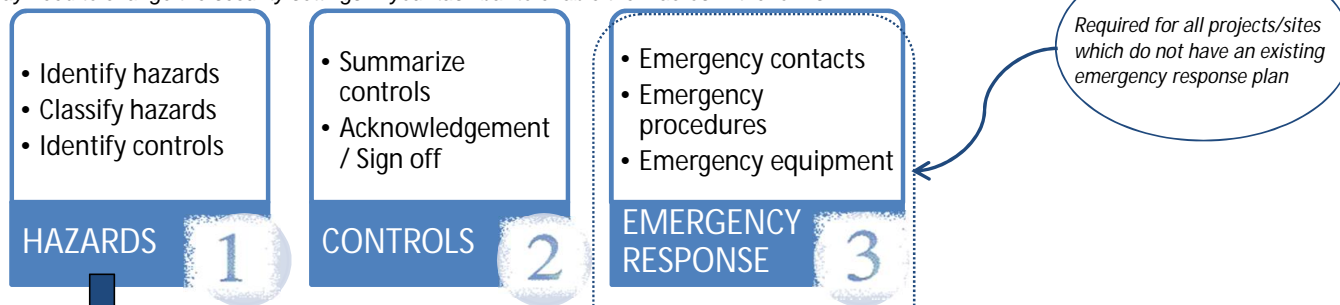 • Identify hazards
• Classify hazards
• Identify controls
HAZARDS
1
• Summarize
controls
• Acknowledgement
/ Sign off
CONTROLS
2
• Emergency contacts
• Emergency
procedures
• Emergency equipment
EMERGENCY
RESPONSE
3
Required for all projects/sites
which do not have an existing
emergency response plan